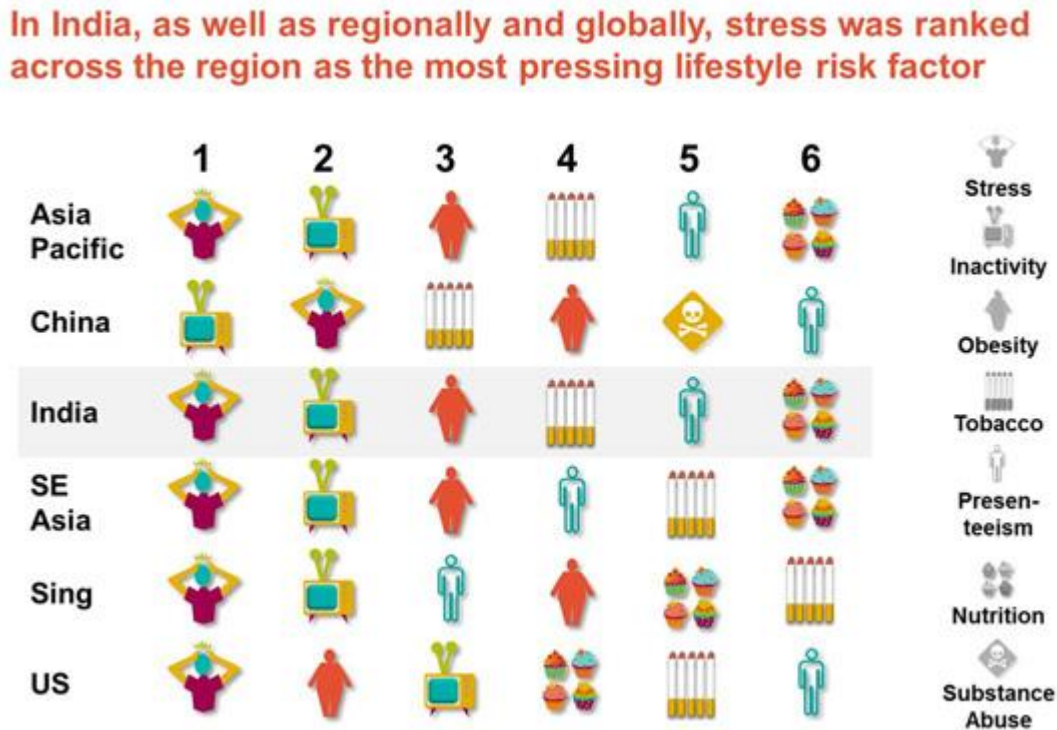 In India, as well as regionally and globally, stress was ranked
across the region as the most pressing lifestyle risk factor
1 2 3 4 5 6
Asia
Pacific
China
India
SE
Asia
Sing
US
Stress
Inactivity
Obesity
Tobacco
Presen-
teeism
Nutrition
Substance
Abuse